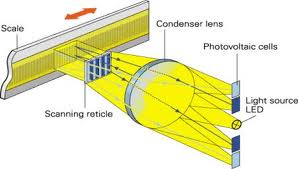 Scale
Condenser lens
Photovoltaic cells
Scanning reticle
Light source
LED